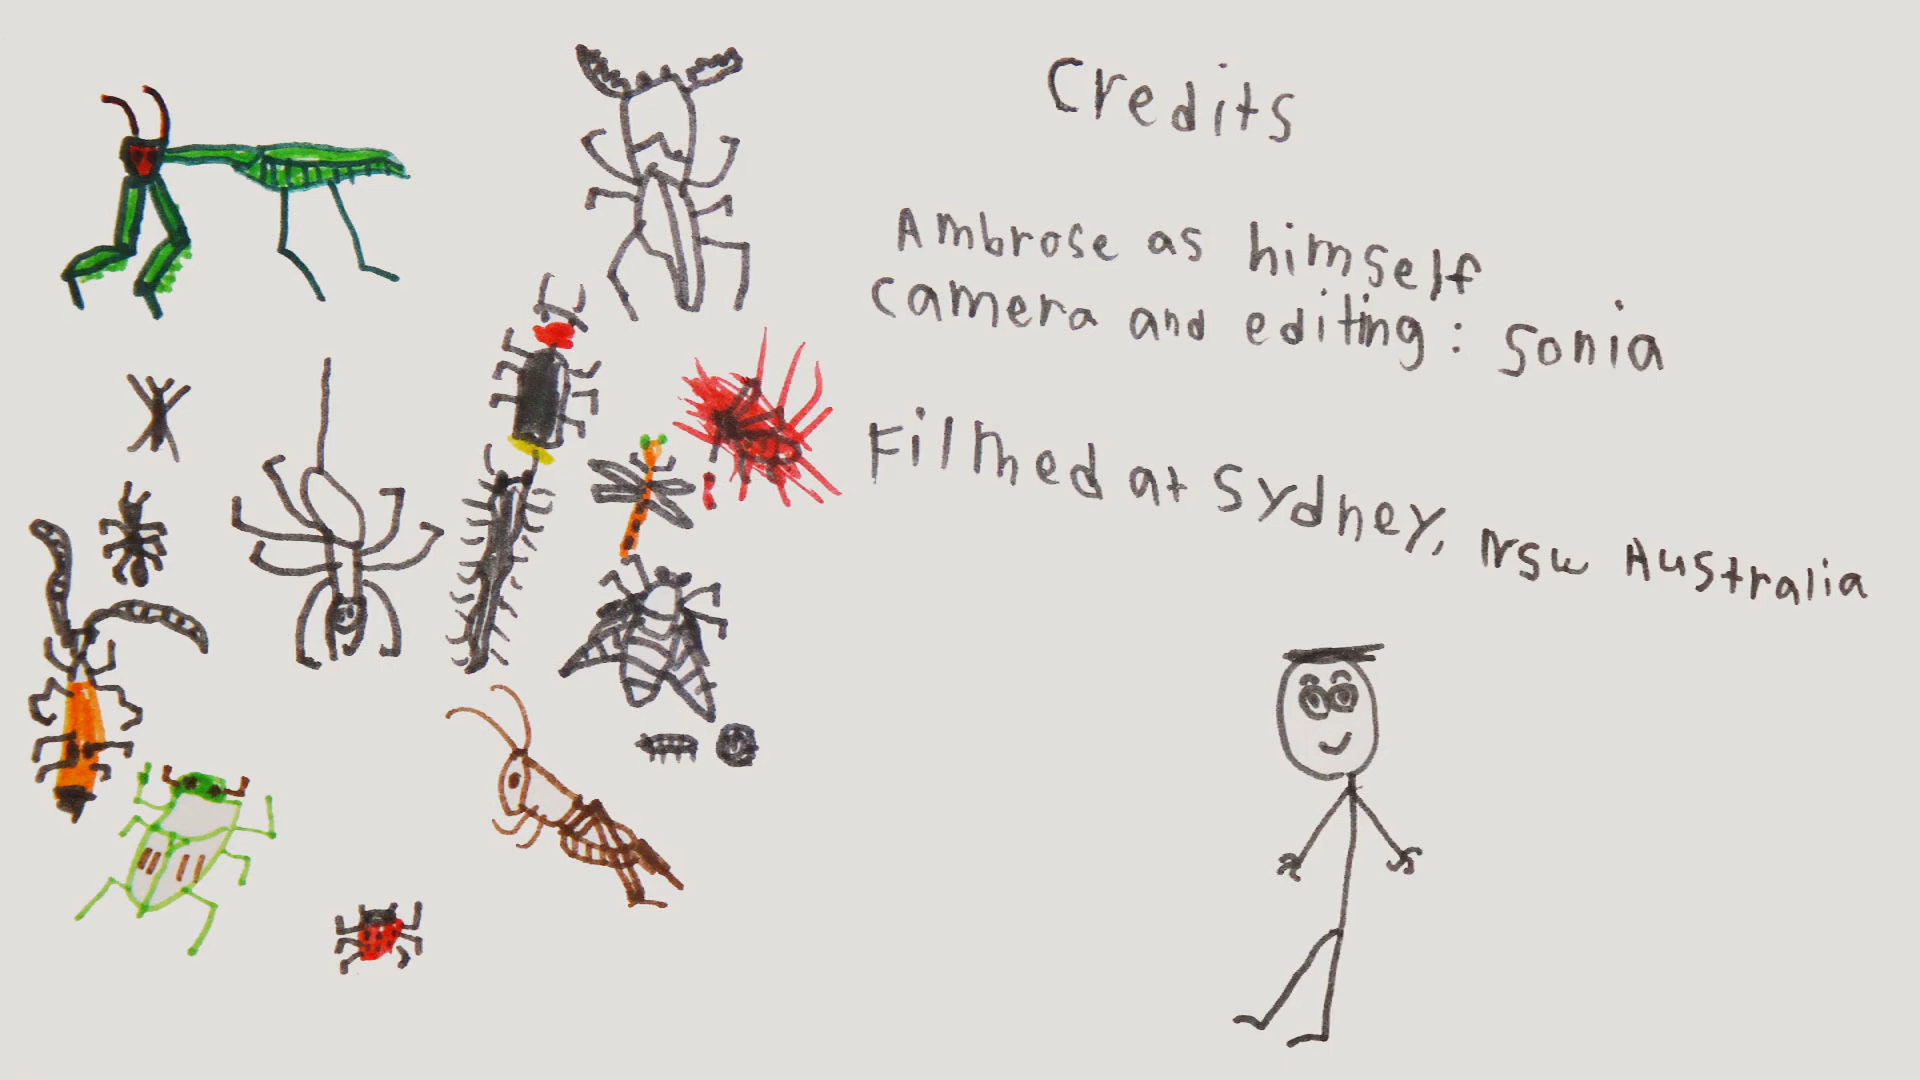 Credits
Ambrose as himself
camera and editing: Sonia
Filmed at Sydney, NSW Australia